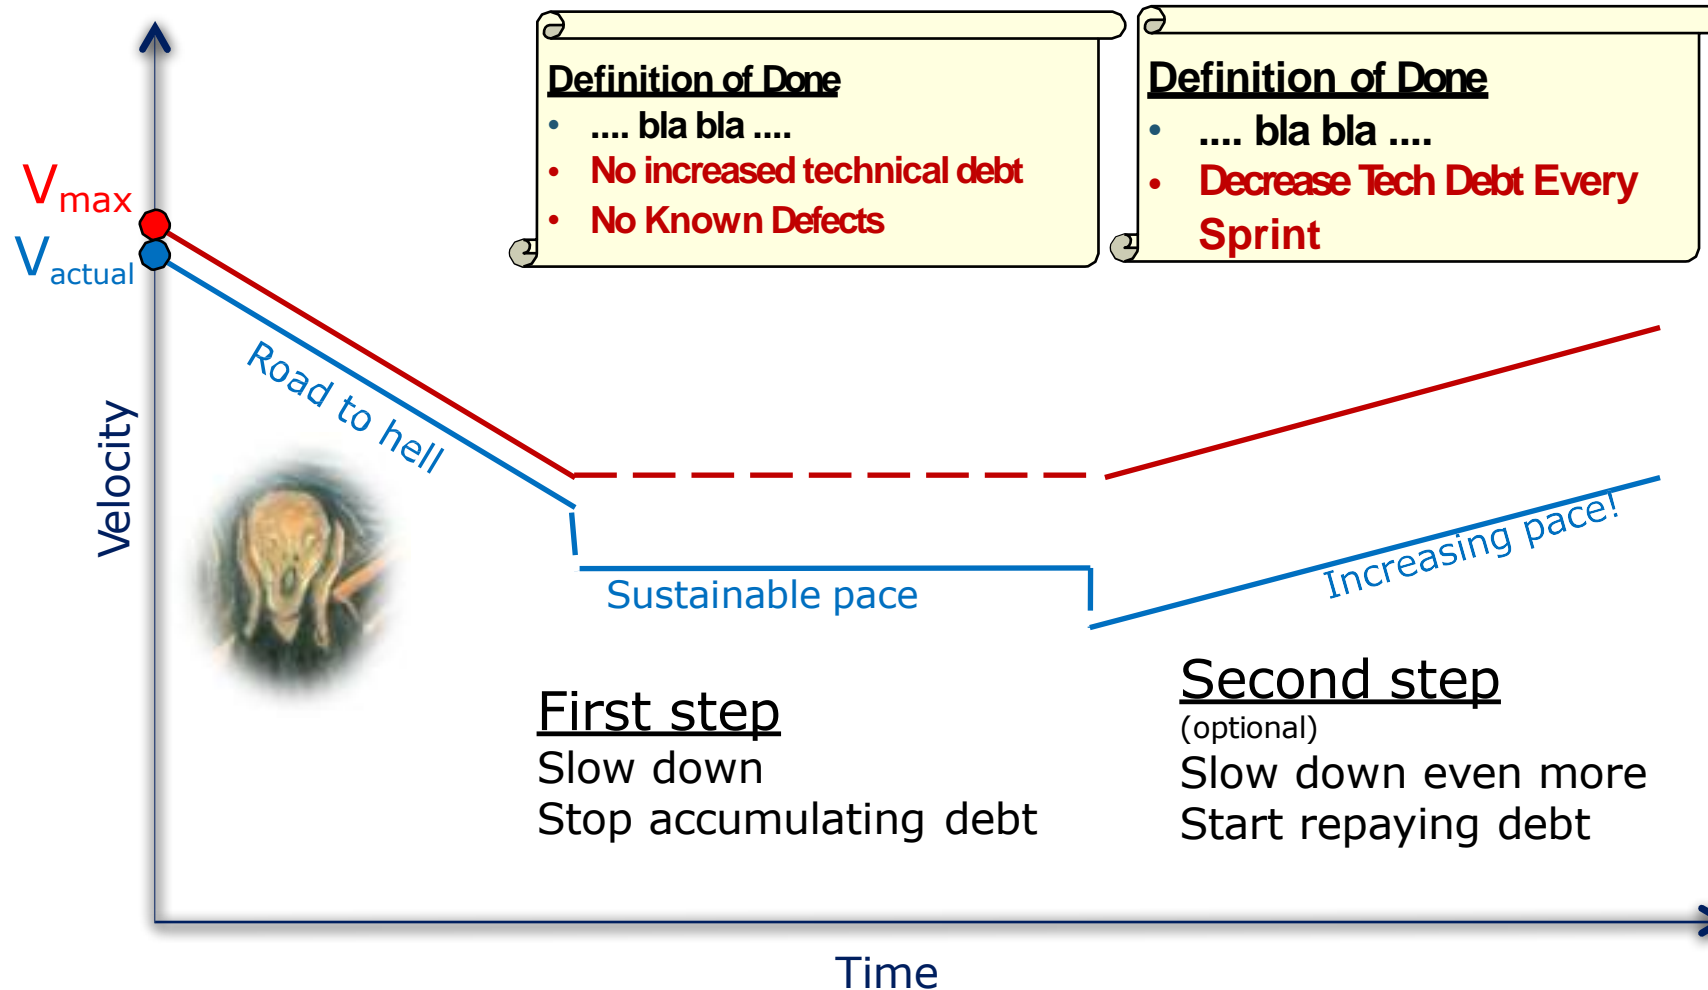 Definition of Done
• .... bla bla ....
• No increased technical debt
• No Known Defects
Definition of Done
• .... bla bla ....
• Decrease Tech Debt Every
Sprint
Vmax
Vactual
Road to hell
Velocity
Sustainable pace
Increasing pace!
First step
Slow down
Stop accumulating debt
Second step
(optional)
Slow down even more
Start repaying debt
Time